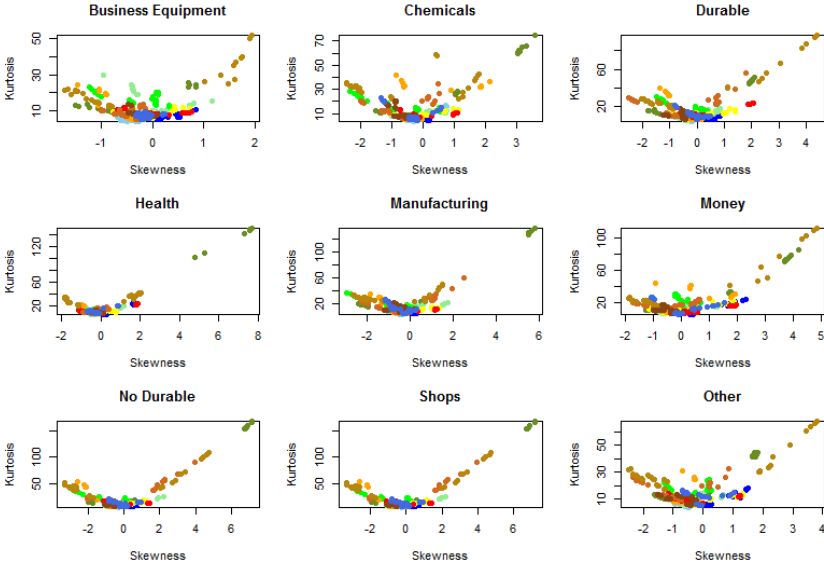 Business Equipment Chemicals Durable
Kurtosis 10 30 50 Kurtosis 10 30 50 70 Kurtosis 20 60
-1 0 1 2 -2 -1 0 1 2 3 -2 -1 0 1 2 3 4
Skewness Skewness Skewness
Health Manufacturing Money
Kurtosis 20 60 120 Kurtosis 20 60 100 Kurtosis 20 60 100
-2 0 2 4 6 8 -2 0 2 4 6 -2 -1 0 1 2 3 4 5
Skewness Skewness Skewness
No Durable Shops Other
Kurtosis 50 100 Kurtosis 50 100 Kurtosis 10 30 50
-2 0 2 4 6 -2 0 2 4 6 -2 -1 0 1 2 3 4
Skewness Skewness Skewness